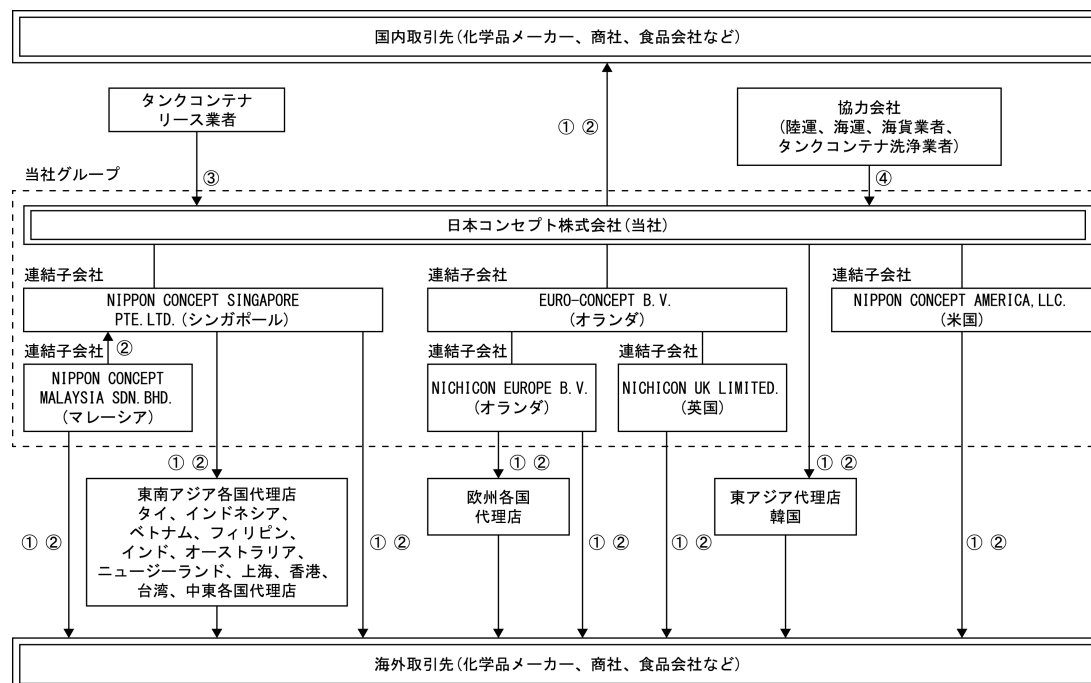 国内取引先(化学品メーカー、商社、食品会社など)
タンクコンテナ
リース業者
① ②
協力会社
(陸運、海運、海貨業者、
タンクコンテナ洗浄業者)
当社グループ
③
④
日本コンセプト株式会社(当社)
連結子会社
NIPPON CONCEPT SINGAPORE
PTE.LTD.(シンガポール)
連結子会社
EURO-CONCEPT B.V.
(オランダ)
連結子会社
NIPPON CONCEPT AMERICA,LLC.
(米国)
連結子会社
②
NIPPON CONCEPT
MALAYSIA SDN.BHD.
(マレーシア)
連結子会社
NICHICON EUROPE B.V.
(オランダ)
連結子会社
NICHICON UK LIMITED.
(英国)
① ②
① ②
① ②
東南アジア各国代理店
タイ、インドネシア、
ベトナム、フィリピン、
インド、オーストラリア、
ニュージーランド、上海、香港、
台湾、中東各国代理店
欧州各国
代理店
東アジア代理店
韓国
① ②
① ②
① ②
① ②
① ②
海外取引先(化学品メーカー、商社、食品会社など)